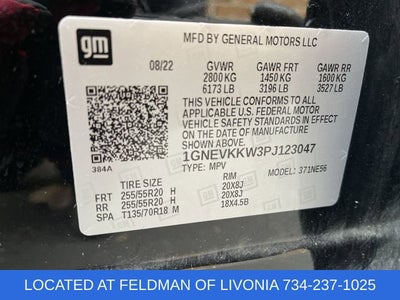 gm
MFD BY GENERAL MOTORS LLC
08/22 GVWR GAWR FRT GAWR RR
2800 KG 1450 KG 1600 KG
6173 LB 3196 LB 3527 LB
THIS VEHICLE CONFORMS TO ALL
APPLICABLE U.S. FEDERAL MOTOR
VEHICLE SAFETY STANDARDS IN
EFFECT ON THE DATE OF
MANUFACTURE SHOWN ABOVE.
1GNEVKKW3PJ123047
384A TYPE: MPV MODEL: 371NE56
TIRE SIZE RIM
FRT 255/55R20 H 20X8J
RR 255/55R20 H 20X8J
SP T135/70R18 M 18X4.5B
LOCATED AT FELDMAN OF LIVONIA 734-237-1025